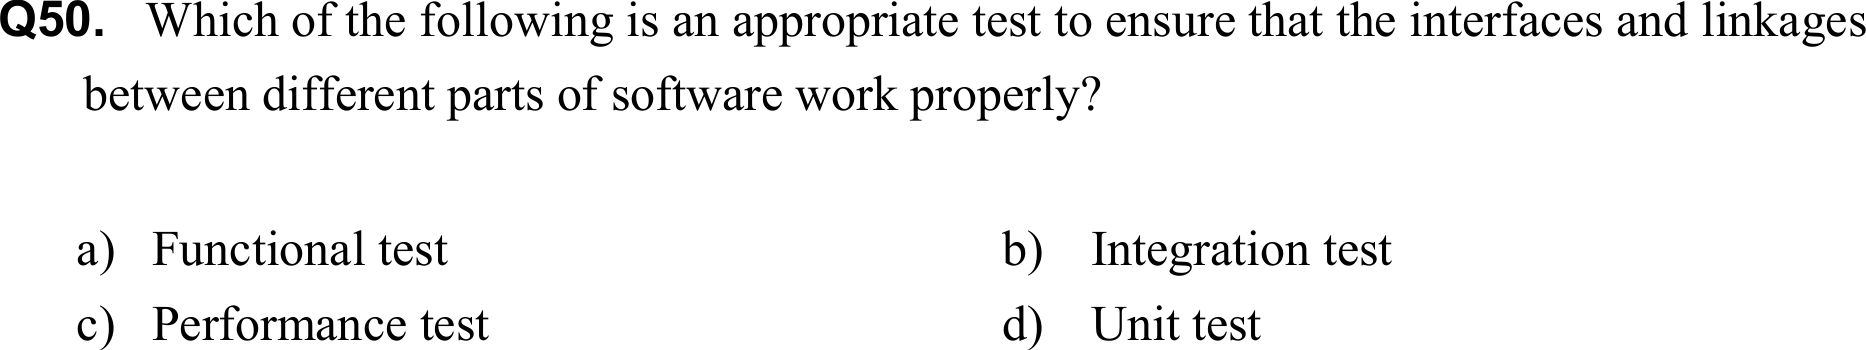 Q50. Which of the following is an appropriate test to ensure that the interfaces and linkages
between different parts of software work properly?
a) Functional test b) Integration test
c) Performance test d) Unit test